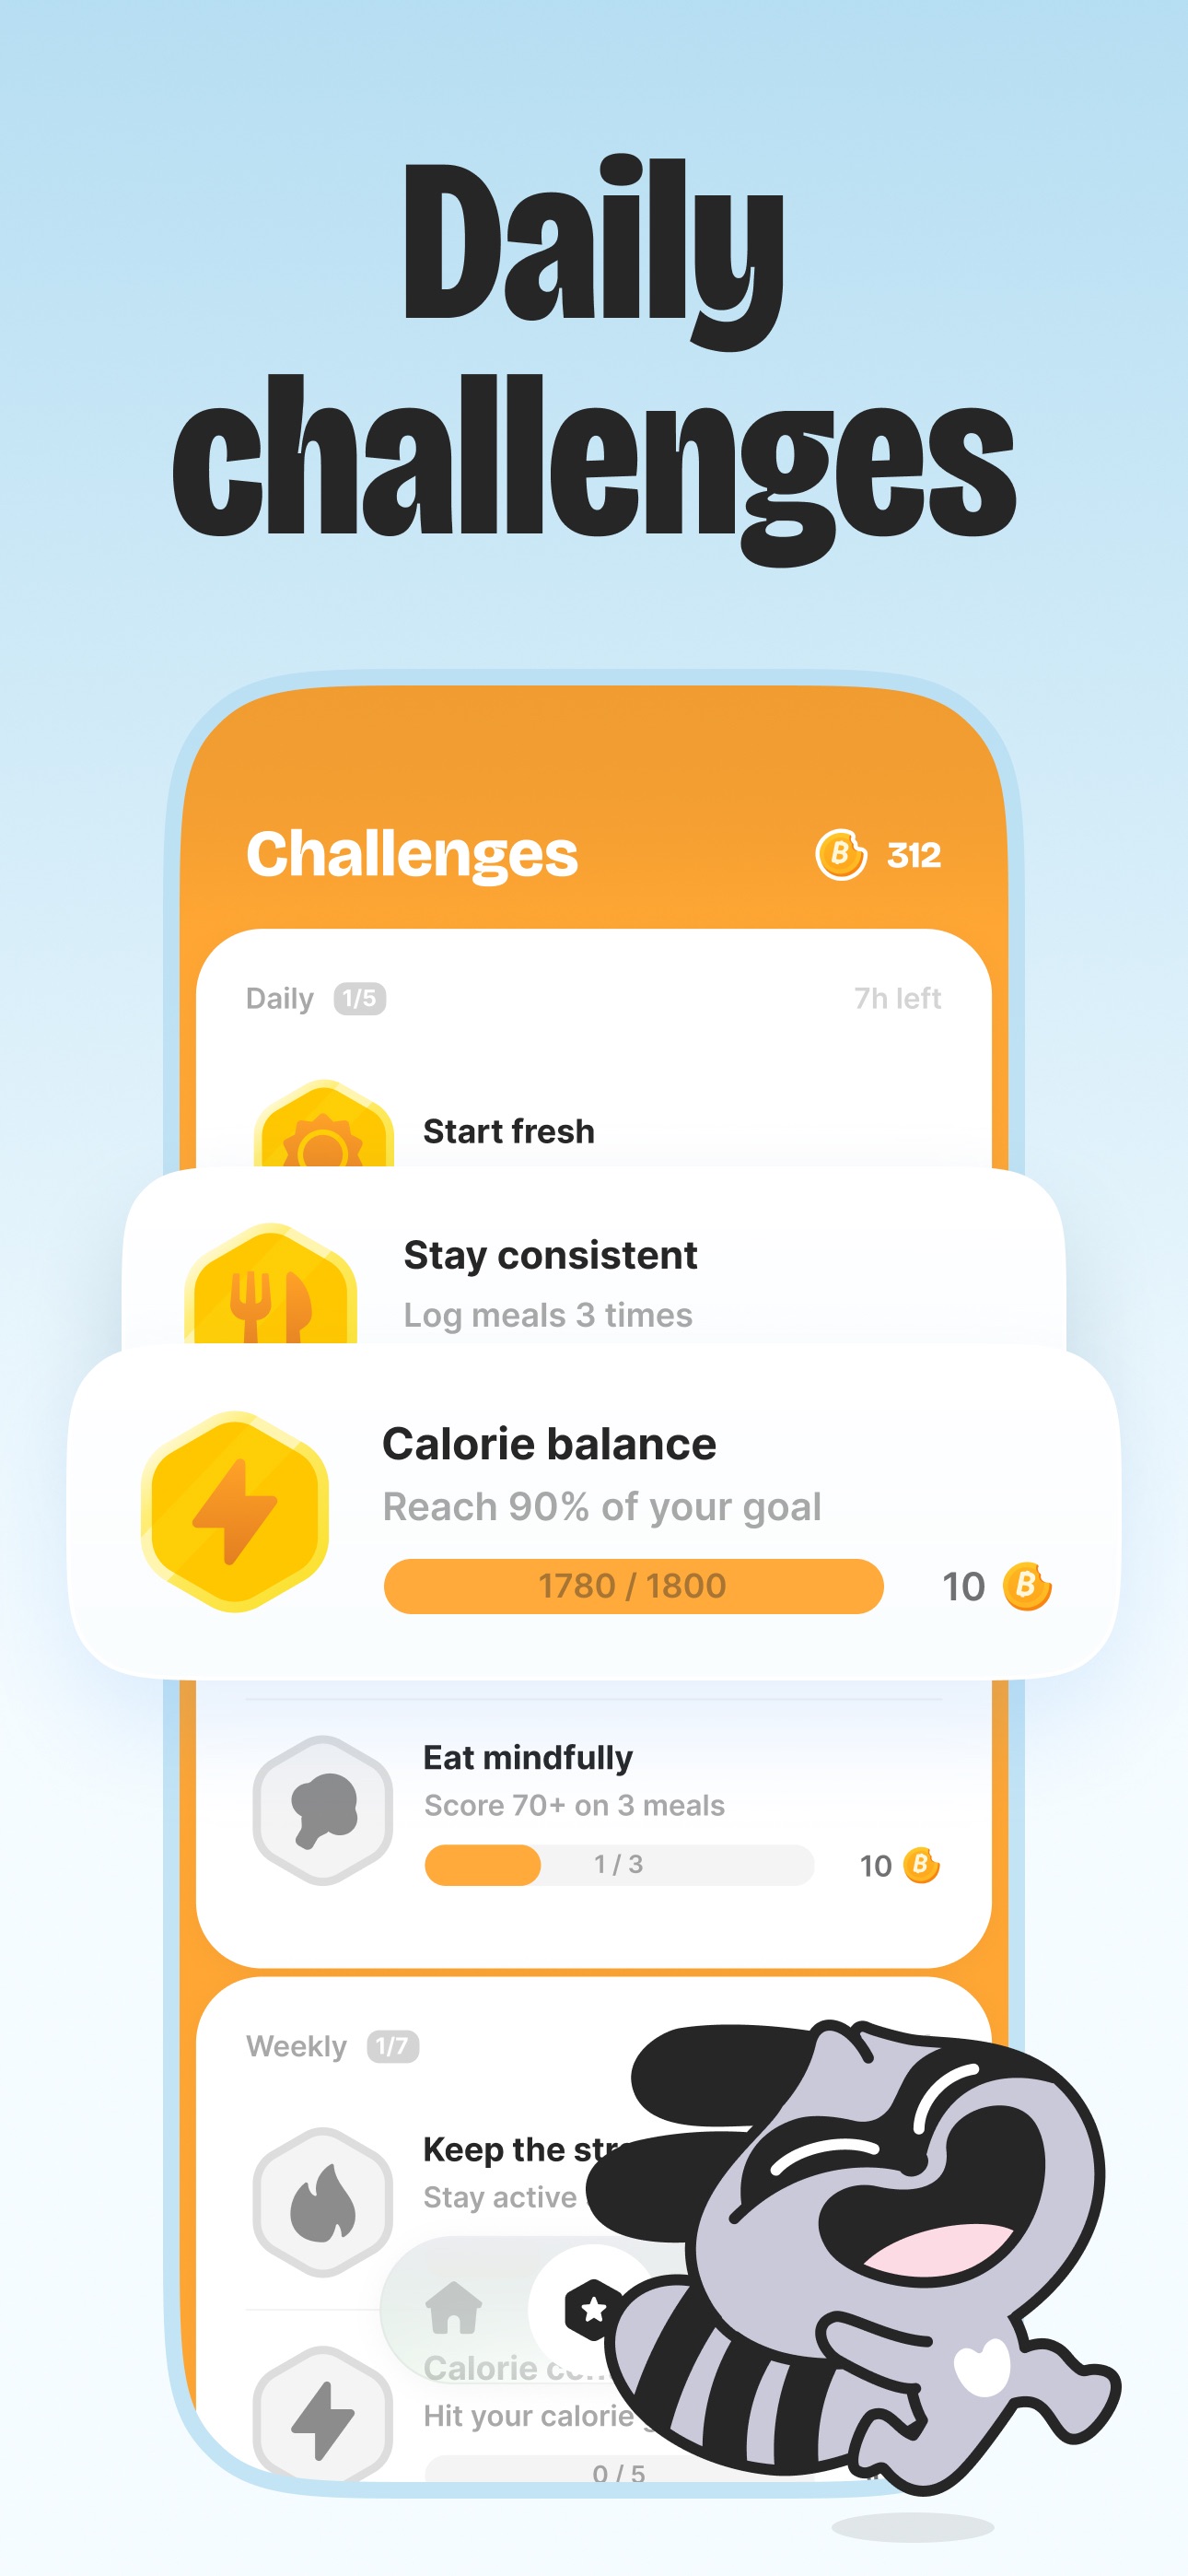 Daily
challenges
Challenges
312
Daily 1/5 7h left
Start fresh
Stay consistent
Log meals 3 times
Calorie balance
Reach 90% of your goal
1780 / 1800 10
Eat mindfully
Score 70+ on 3 meals
1 / 3 10
Weekly 1/7
Keep the
Stay active
Calorie
Hit your calorie
0 / 5